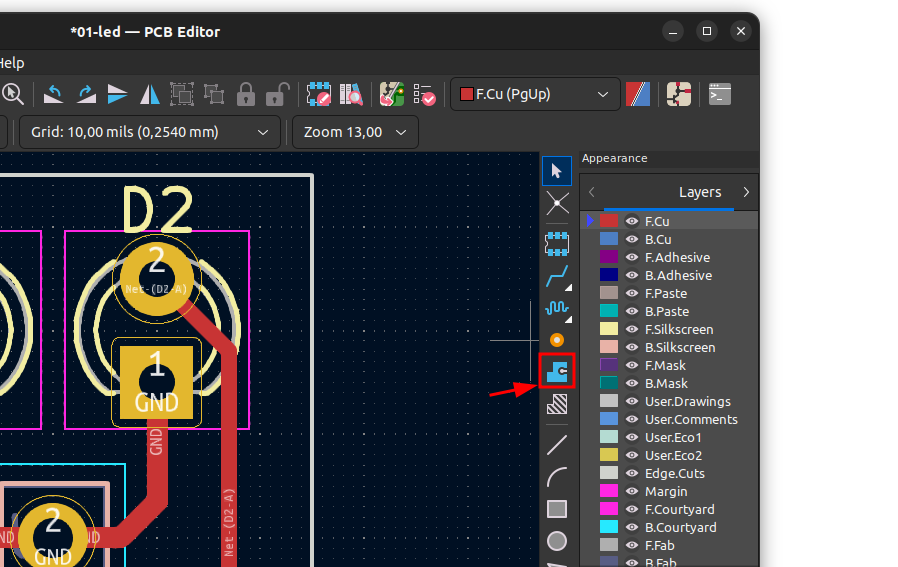 *01-led — PCB Editor
Help
F.Cu (PgUp)
Grid: 10,00 mils (0,2540 mm)
Zoom 13,00
Appearance
Layers
F.Cu
B.Cu
F.Adhesive
B.Adhesive
F.Paste
B.Paste
F.Silkscreen
B.Silkscreen
F.Mask
B.Mask
User.Drawings
User.Comments
User.Eco1
User.Eco2
Edge.Cuts
Margin
F.Courtyard
B.Courtyard
F.Fab
B.Fab
D2
2
Net-(D2-A)
1
GND
GND
Net-(D2-A)
2
ND
ND
GND